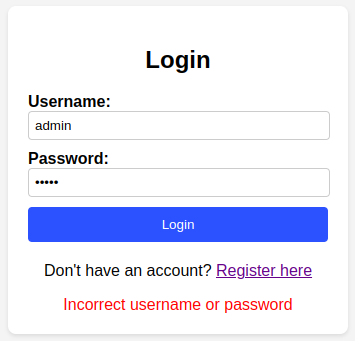 Login
Username:
admin
Password:
•••••
Login
Don't have an account? Register here
Incorrect username or password